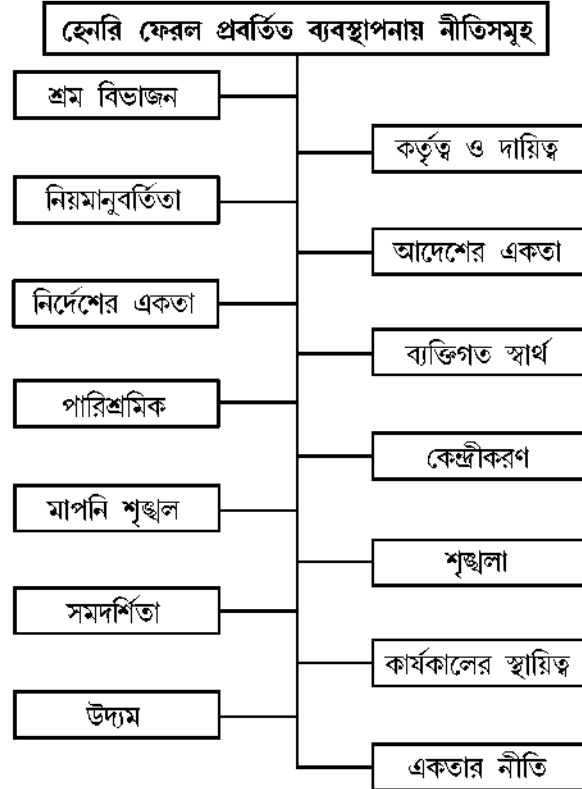 হেনরি ফেরল প্রবর্তিত ব্যবস্থাপনায় নীতিসমূহ
শ্রম বিভাজন
কর্তৃত্ব ও দায়িত্ব
নিয়মানুবর্তিতা
আদেশের একতা
নির্দেশের একতা
ব্যক্তিগত স্বার্থ
পারিশ্রমিক
কেন্দ্রীকরণ
মাপনি শৃঙ্খল
শৃঙ্খলা
সমদর্শিতা
কার্যকালের স্থায়িত্ব
উদ্যম
একতার নীতি